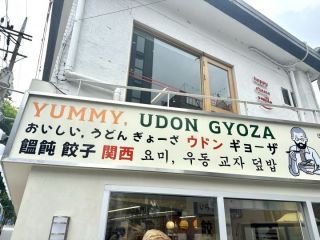 YUMMY, UDON GYOZA
おいしい, うどん ぎょーざ ウドン ギョーザ
饂飩 餃子 関西 요미, 우동 교자 덮밥